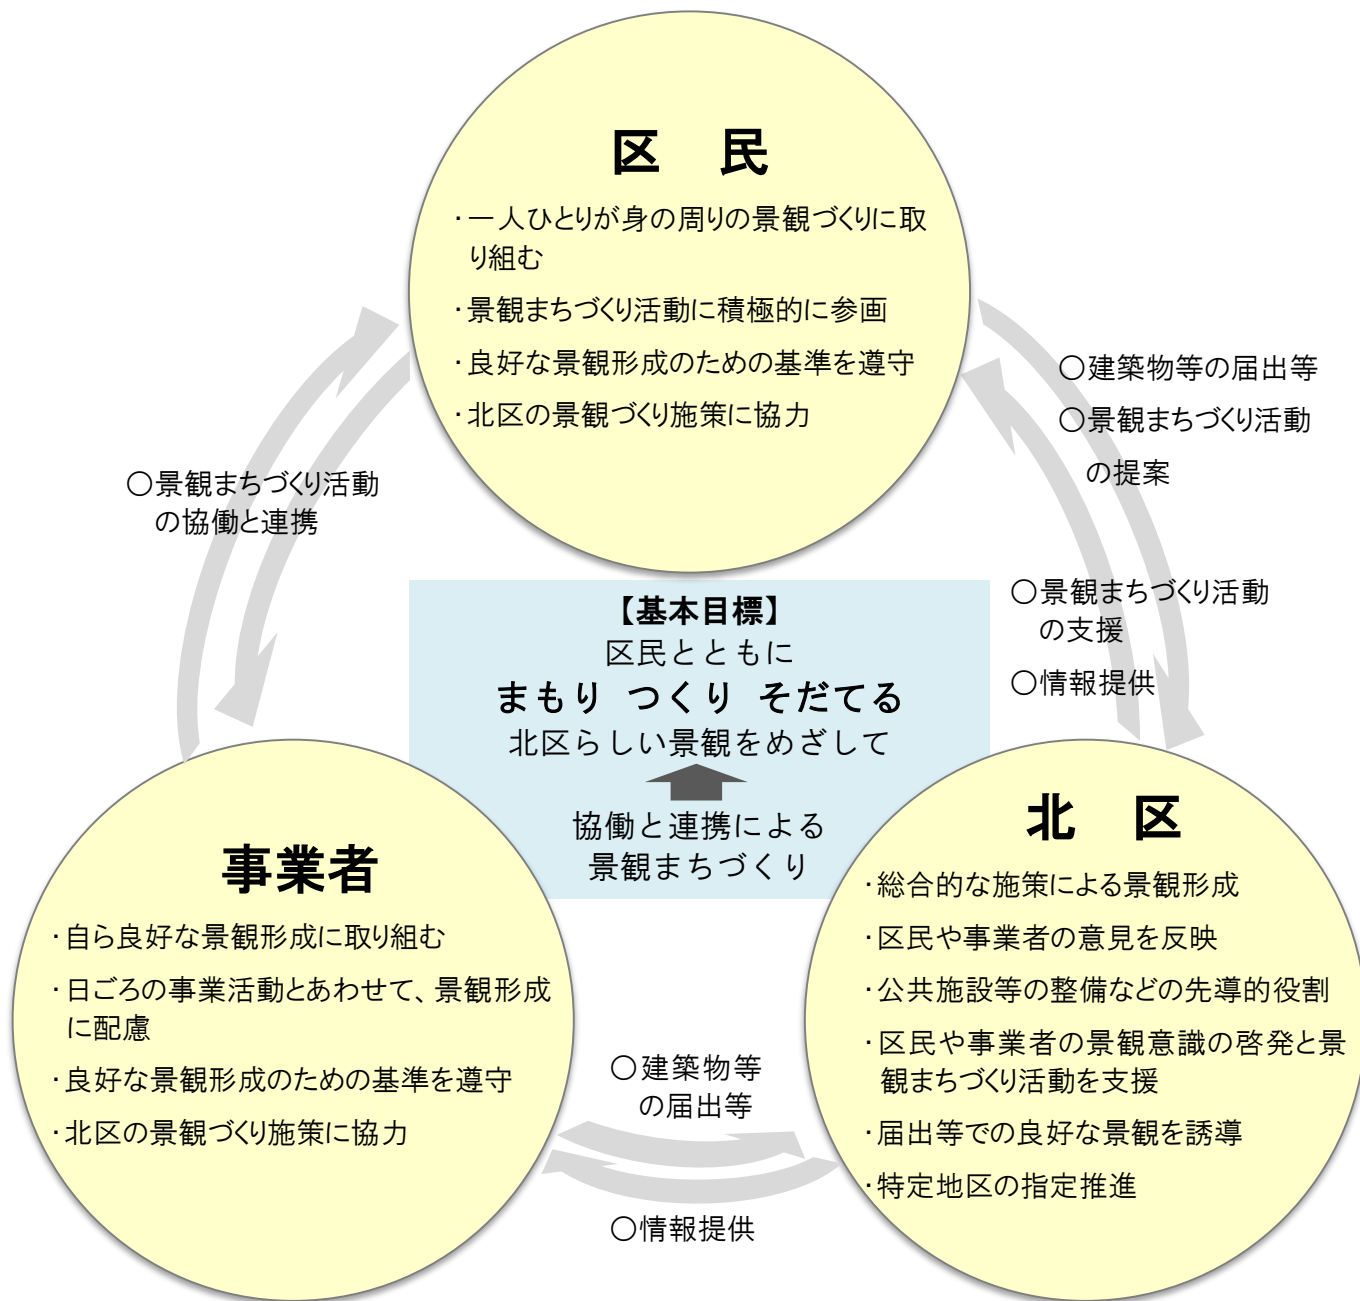 区　民
・一人ひとりが身の周りの景観づくりに取
り組む
・景観まちづくり活動に積極的に参画
・良好な景観形成のための基準を遵守
・北区の景観づくり施策に協力
〇景観まちづくり活動
の協働と連携
〇建築物等の届出等
〇景観まちづくり活動
の提案
〇景観まちづくり活動
の支援
〇情報提供
【基本目標】
区民とともに
まもり つくり そだてる
北区らしい景観をめざして
協働と連携による
景観まちづくり
事業者
・自ら良好な景観形成に取り組む
・日ごろの事業活動とあわせて、景観形成
に配慮
・良好な景観形成のための基準を遵守
・北区の景観づくり施策に協力
〇建築物等
の届出等
〇情報提供
北　区
・総合的な施策による景観形成
・区民や事業者の意見を反映
・公共施設等の整備などの先導的役割
・区民や事業者の景観意識の啓発と景
観まちづくり活動を支援
・届出等での良好な景観を誘導
・特定地区の指定推進